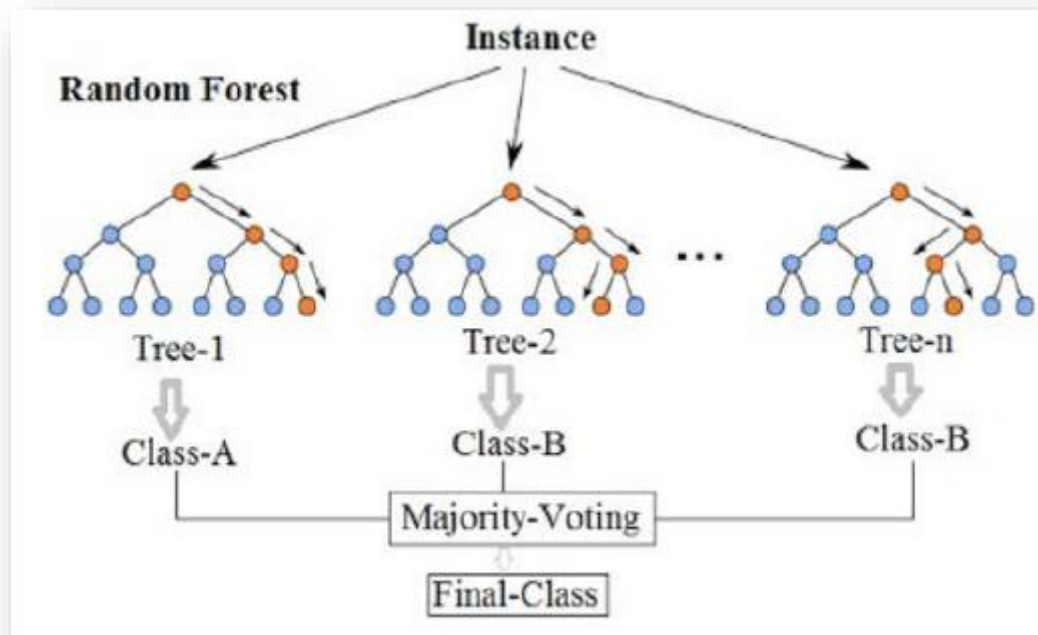 Instance
Random Forest
...
Tree-1
Tree-2
Tree-n
Class-A
Class-B
Class-B
Majority-Voting
Final-Class